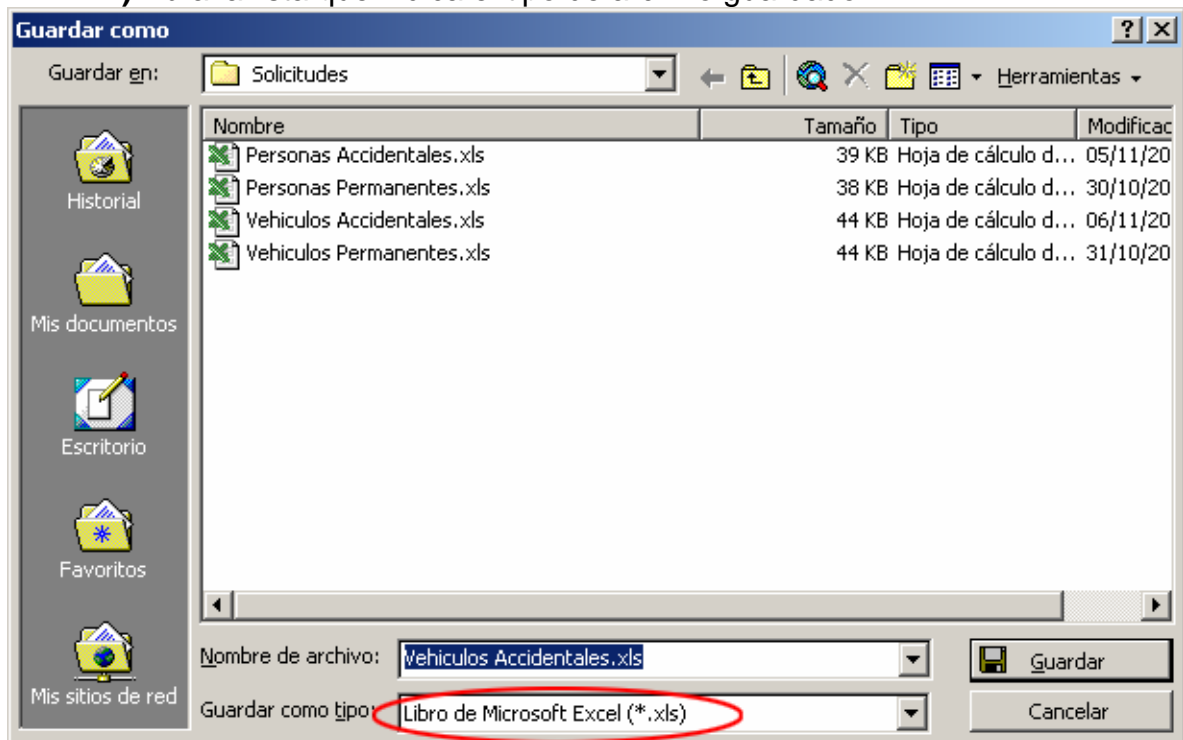 Guardar como
Guardar en:
Solicitudes
Herramientas
Nombre Tamaño Tipo Modificac
Personas Accidentales.xls 39 KB Hoja de cálculo d... 05/11/20
Personas Permanentes.xls 38 KB Hoja de cálculo d... 30/10/20
Vehiculos Accidentales.xls 44 KB Hoja de cálculo d... 06/11/20
Vehiculos Permanentes.xls 44 KB Hoja de cálculo d... 31/10/20
Historial
Mis documentos
Escritorio
Favoritos
Mis sitios de red
Nombre de archivo: Vehiculos Accidentales.xls Guardar
Guardar como tipo: Libro de Microsoft Excel (*.xls) Cancelar